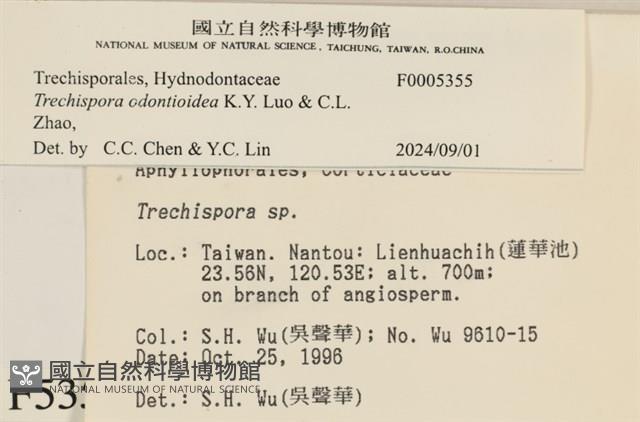 國立自然科學博物館
NATIONAL MUSEUM OF NATURAL SCIENCE, TAICHUNG, TAIWAN, R.O.CHINA
Trechisporales, Hydnodontaceae F0005355
Trechispora odontioidea K.Y. Luo & C.L.
Zhao,
Det. by C.C. Chen & Y.C. Lin 2024/09/01
Aphyllophorales, Corticiaceae
Trechispora sp.
Loc.: Taiwan. Nantou: Lienhuachih(蓮華池)
23.56N, 120.53E; alt. 700m;
on branch of angiosperm.
Col.: S.H. Wu(吳聲華); No. Wu 9610-15
Date: Oct. 25, 1996
國立自然科學博物館
NATIONAL MUSEUM OF NATURAL SCIENCE
Det.: S.H. Wu(吳聲華)